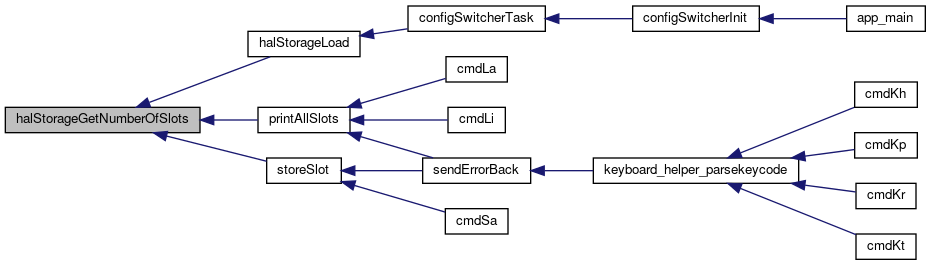 configSwitcherTask
configSwitcherInit
app_main
halStorageLoad
cmdLa
cmdKh
halStorageGetNumberOfSlots
printAllSlots
cmdLi
cmdKp
storeSlot
sendErrorBack
keyboard_helper_parsekeycode
cmdKr
cmdSa
cmdKt